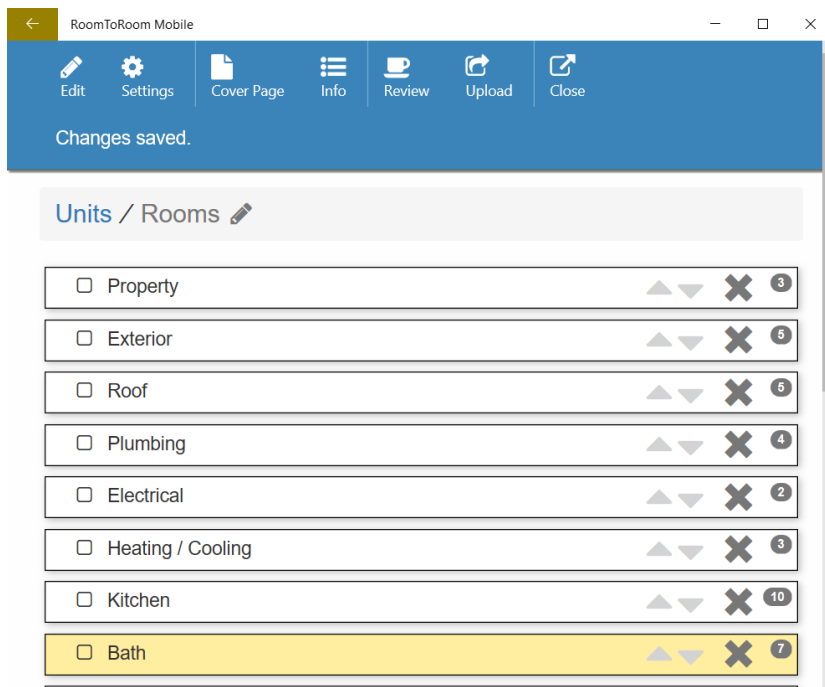 RoomToRoom Mobile
Edit Settings Cover Page Info Review Upload Close
Changes saved.
Units / Rooms
Property 3
Exterior 5
Roof 5
Plumbing 4
Electrical 2
Heating / Cooling 3
Kitchen 10
Bath 7